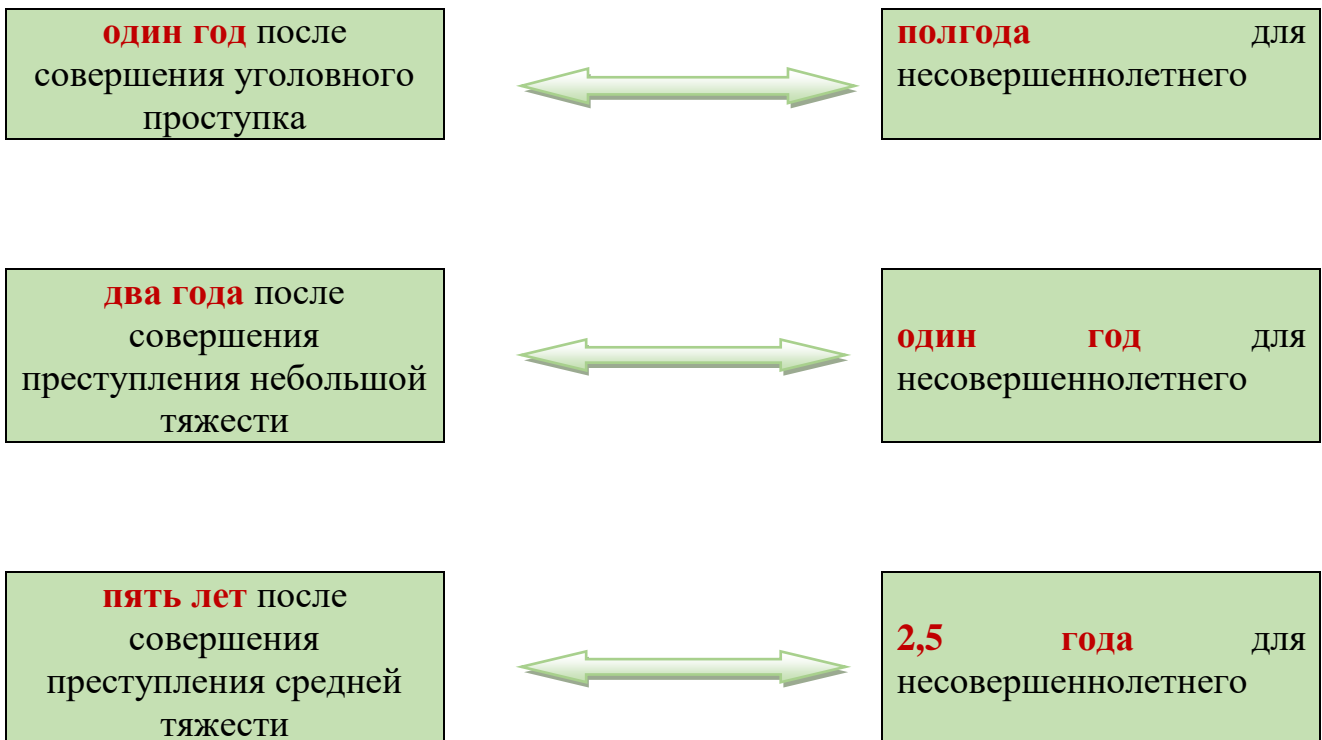 один год после
совершения уголовного
проступка
полгода для
несовершеннолетнего
два года после
совершения
преступления небольшой
тяжести
один год для
несовершеннолетнего
пять лет после
совершения
преступления средней
тяжести
2,5 года для
несовершеннолетнего